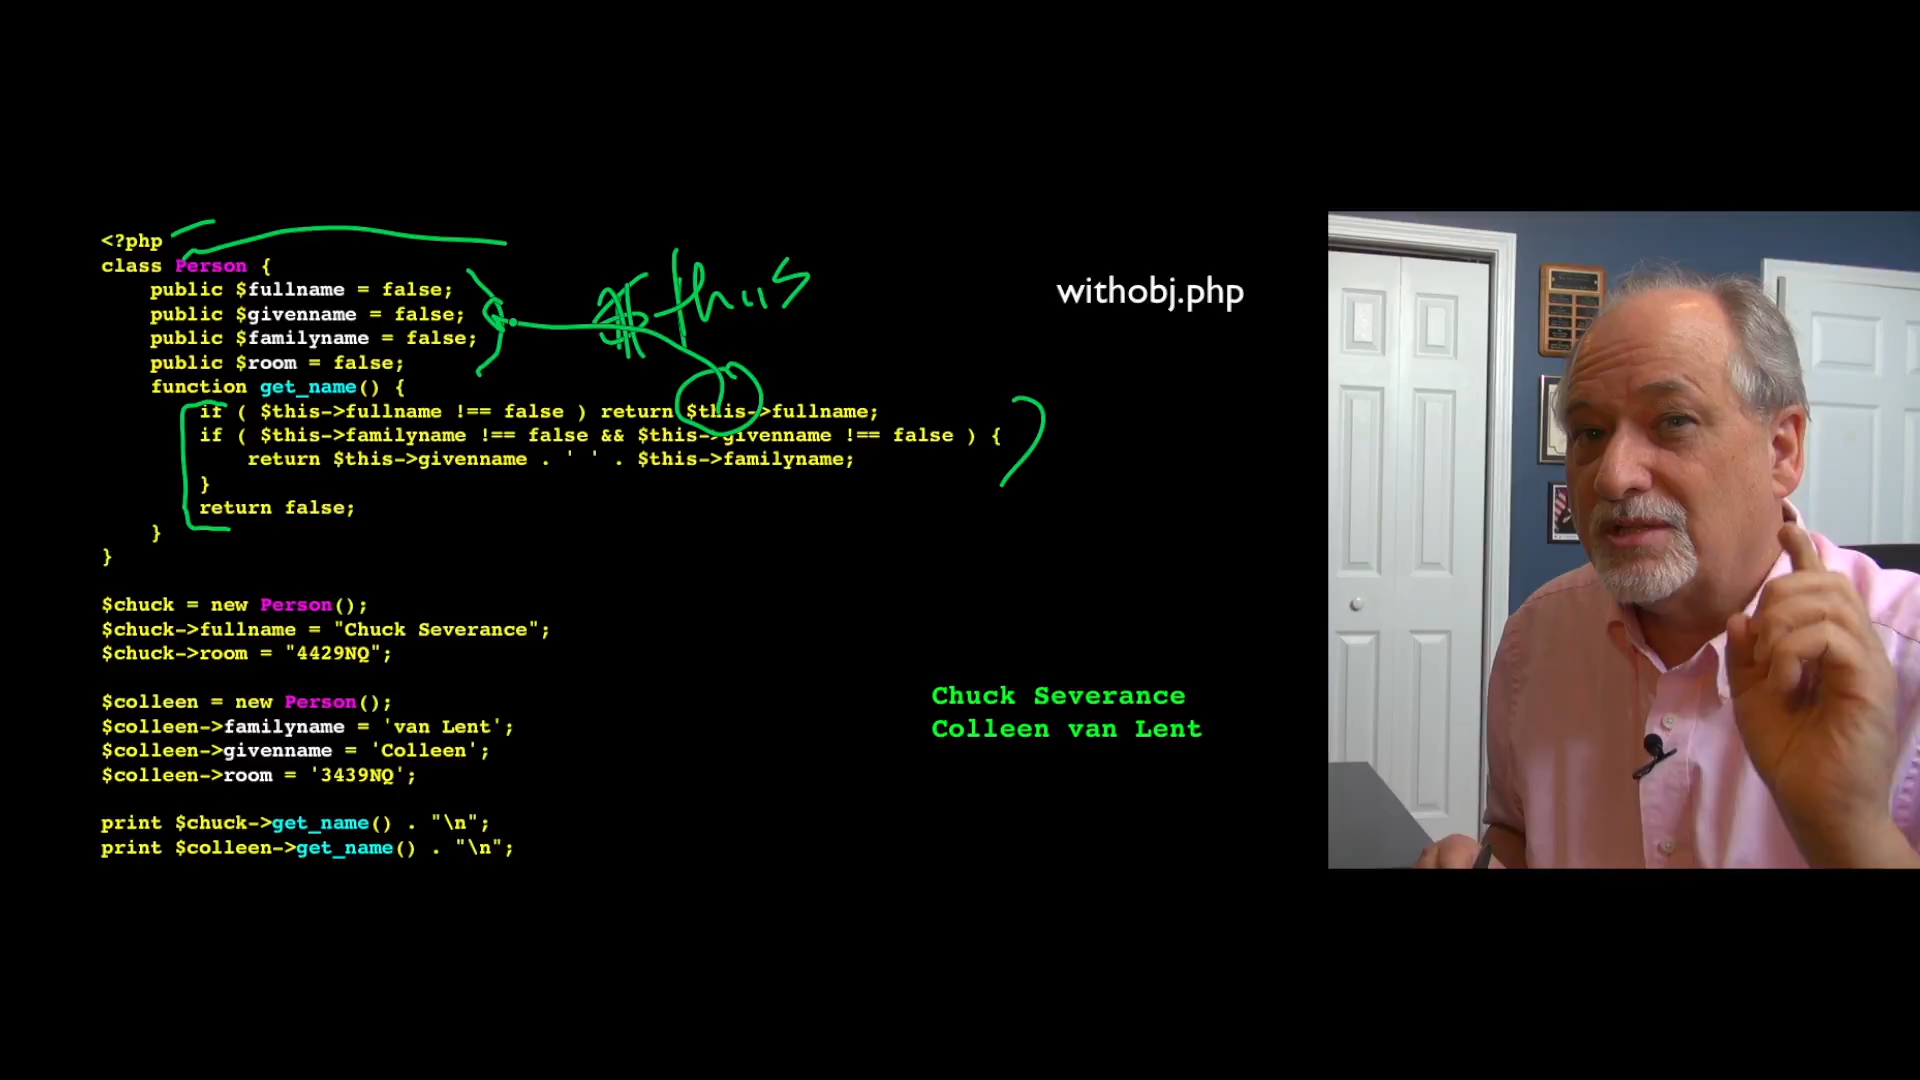 <?php
class Person {
    public $fullname = false;
    public $givenname = false;
    public $familyname = false;
    public $room = false;
    function get_name() {
        if ( $this->fullname !== false ) return $this->fullname;
        if ( $this->familyname !== false && $this->givenname !== false ) {
            return $this->givenname . ' ' . $this->familyname;
        }
        return false;
    }
}
$chuck = new Person();
$chuck->fullname = "Chuck Severance";
$chuck->room = "4429NQ";
$colleen = new Person();
$colleen->familyname = 'van Lent';
$colleen->givenname = 'Colleen';
$colleen->room = '3439NQ';
print $chuck->get_name() . "\n";
print $colleen->get_name() . "\n";
$this
withobj.php
Chuck Severance
Colleen van Lent